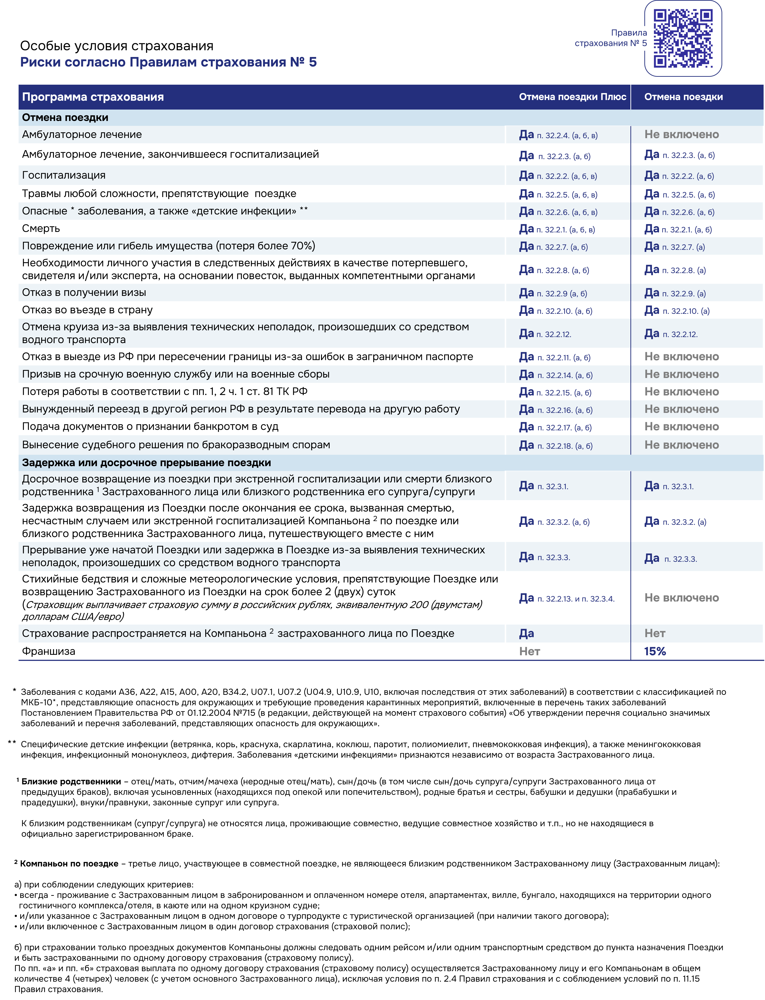 Правила
страхования № 5
Особые условия страхования
Риски согласно Правилам страхования № 5
Программа страхования Отмена поездки Плюс Отмена поездки
Отмена поездки
Амбулаторное лечение Да п. 32.2.4. (а, б, в) Не включено
Амбулаторное лечение, закончившееся госпитализацией Да п. 32.2.3. (а, б) Да п. 32.2.3. (а, б)
Госпитализация Да п. 32.2.2. (а, б, в) Да п. 32.2.2. (а, б)
Травмы любой сложности, препятствующие поездке Да п. 32.2.5. (а, б, в) Да п. 32.2.5. (а, б)
Опасные * заболевания, а также «детские инфекции» ** Да п. 32.2.6. (а, б, в) Да п. 32.2.6. (а, б)
Смерть Да п. 32.2.1. (а, б, в) Да п. 32.2.1. (а, б)
Повреждение или гибель имущества (потеря более 70%) Да п. 32.2.7. (а, б) Да п. 32.2.7. (а)
Необходимости личного участия в следственных действиях в качестве потерпевшего,
свидетеля и/или эксперта, на основании повесток, выданных компетентными органами Да п. 32.2.8. (а, б) Да п. 32.2.8. (а)
Отказ в получении визы Да п. 32.2.9 (а, б) Да п. 32.2.9. (а)
Отказ во въезде в страну Да п. 32.2.10. (а, б) Да п. 32.2.10. (а)
Отмена круиза из-за выявления технических неполадок, произошедших со средством
водного транспорта Да п. 32.2.12. Да п. 32.2.12.
Отказ в выезде из РФ при пересечении границы из-за ошибок в заграничном паспорте Да п. 32.2.11. (а, б) Не включено
Призыв на срочную военную службу или на военные сборы Да п. 32.2.14. (а, б) Не включено
Потеря работы в соответствии с пп. 1, 2 ч. 1 ст. 81 ТК РФ Да п. 32.2.15. (а, б) Не включено
Вынужденный переезд в другой регион РФ в результате перевода на другую работу Да п. 32.2.16. (а, б) Не включено
Подача документов о признании банкротом в суд Да п. 32.2.17. (а, б) Не включено
Вынесение судебного решения по бракоразводным спорам Да п. 32.2.18. (а, б) Не включено
Задержка или досрочное прерывание поездки
Досрочное возвращение из поездки при экстренной госпитализации или смерти близкого
родственника ¹ Застрахованного лица или близкого родственника его супруга/супруги Да п. 32.3.1. Да п. 32.3.1.
Задержка возвращения из Поездки после окончания ее срока, вызванная смертью,
несчастным случаем или экстренной госпитализацией Компаньона ² по поездке или Да п. 32.3.2. (а, б) Да п. 32.3.2. (а)
близкого родственника Застрахованного лица, путешествующего вместе с ним
Прерывание уже начатой Поездки или задержка в Поездке из-за выявления технических
неполадок, произошедших со средством водного транспорта Да п. 32.3.3. Да п. 32.3.3.
Стихийные бедствия и сложные метеорологические условия, препятствующие Поездке или
возвращению Застрахованного из Поездки на срок более 2 (двух) суток Да п. 32.2.13. и п. 32.3.4. Не включено
(Страховщик выплачивает страховую сумму в российских рублях, эквивалентную 200 (двумстам)
долларам США/евро)
Страхование распространяется на Компаньона ² застрахованного лица по Поездке Да Нет
Франшиза Нет 15%
* Заболевания с кодами А36, А22, А15, А00, А20, В34.2, U07.1, U07.2 (U04.9, U10.9, U10, включая последствия от этих заболеваний) в соответствии с классификацией по
МКБ-10*, представляющие опасность для окружающих и требующие проведения карантинных мероприятий, включенные в перечень таких заболеваний
Постановлением Правительства РФ от 01.12.2004 №715 (в редакции, действующей на момент страхового события) «Об утверждении перечня социально значимых
заболеваний и перечня заболеваний, представляющих опасность для окружающих».
** Специфические детские инфекции (ветрянка, корь, краснуха, скарлатина, коклюш, паротит, полиомиелит, пневмококковая инфекция), а также менингококковая
инфекция, инфекционный мононуклеоз, дифтерия. Заболевания «детскими инфекциями» признаются независимо от возраста Застрахованного лица.
¹ Близкие родственники – отец/мать, отчим/мачеха (неродные отец/мать), сын/дочь (в том числе сын/дочь супруга/супруги Застрахованного лица от
предыдущих браков), включая усыновленных (находящихся под опекой или попечительством), родные братья и сестры, бабушки и дедушки (прабабушки и
прадедушки), внуки/правнуки, законные супруг или супруга.
К близким родственникам (супруг/супруга) не относятся лица, проживающие совместно, ведущие совместное хозяйство и т.п., но не находящиеся в
официально зарегистрированном браке.
² Компаньон по поездке – третье лицо, участвующее в совместной поездке, не являющееся близким родственником Застрахованному лицу (Застрахованным лицам):
а) при соблюдении следующих критериев:
• всегда - проживание с Застрахованным лицом в забронированном и оплаченном номере отеля, апартаментах, вилле, бунгало, находящихся на территории одного
гостиничного комплекса/отеля, в каюте или на одном круизном судне;
• и/или указанное с Застрахованным лицом в одном договоре о турпродукте с туристической организацией (при наличии такого договора);
• и/или включенное с Застрахованным лицом в один договор страхования (страховой полис);
б) при страховании только проездных документов Компаньоны должны следовать одним рейсом и/или одним транспортным средством до пункта назначения Поездки
и быть застрахованными по одному договору страхования (страховому полису).
По пп. «а» и пп. «б» страховая выплата по одному договору страхования (страховому полису) осуществляется Застрахованному лицу и его Компаньонам в общем
количестве 4 (четырех) человек (с учетом основного Застрахованного лица), исключая условия по п. 2.4 Правил страхования и с соблюдением условий по п. 11.15
Правил страхования.